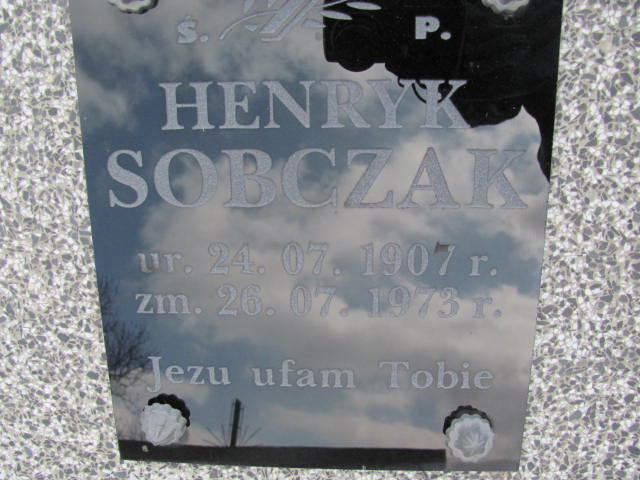 Ś. P.
HENRYK
SOBCZAK
ur. 24. 07. 1907 r.
zm. 26. 07. 1973 r.
Jezu ufam Tobie